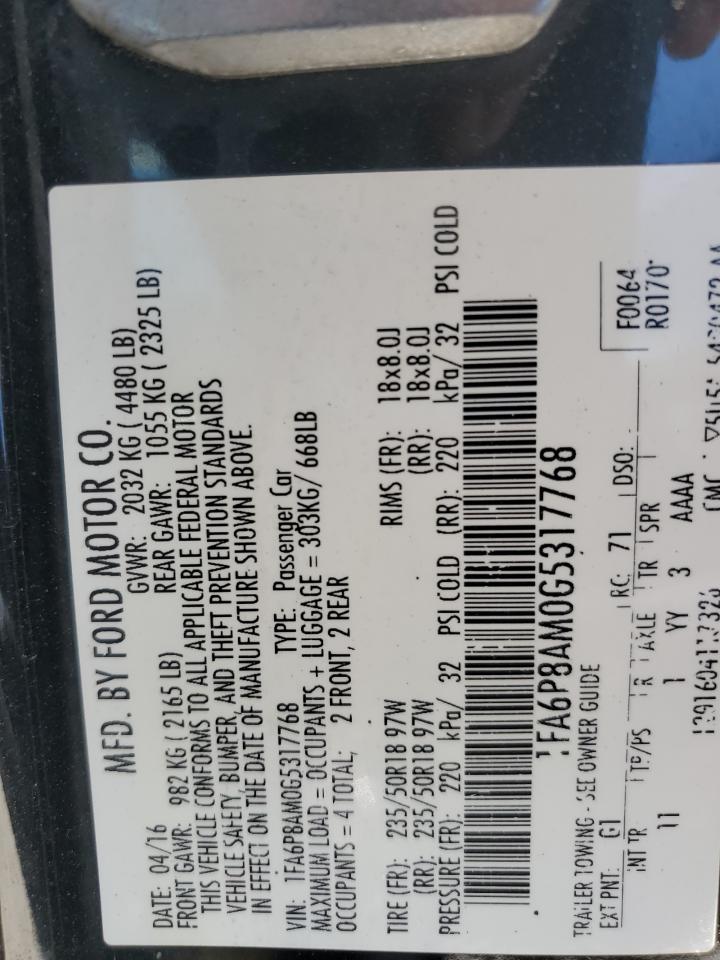 MFD. BY FORD MOTOR CO.
DATE: 04/16 GVWR: 2032 KG ( 4480 LB)
FRONT GAWR: 982 KG ( 2165 LB) REAR GAWR: 1055 KG ( 2325 LB)
THIS VEHICLE CONFORMS TO ALL APPLICABLE FEDERAL MOTOR
VEHICLE SAFETY, BUMPER, AND THEFT PREVENTION STANDARDS
IN EFFECT ON THE DATE OF MANUFACTURE SHOWN ABOVE.
VIN: 1FA6P8AM0G5317768 TYPE: Passenger Car
MAXIMUM LOAD = OCCUPANTS + LUGGAGE = 303KG/ 668LB
OCCUPANTS = 4 TOTAL; 2 FRONT, 2 REAR
TIRE (FR): 235/50R18 97W RIMS (FR): 18x8.0J
(RR): 235/50R18 97W (RR): 18x8.0J
PRESSURE (FR): 220 kPa/ 32 PSI COLD (RR): 220 kPa/ 32 PSI COLD
1FA6P8AM0G5317768
TRAILER TOWING - SEE OWNER GUIDE
EXT PNT: G1 RC: 71 DSO: F0064
R0170
INT TR TP/PS R AXLE TR SPR
11 1 YY 3 AAAA